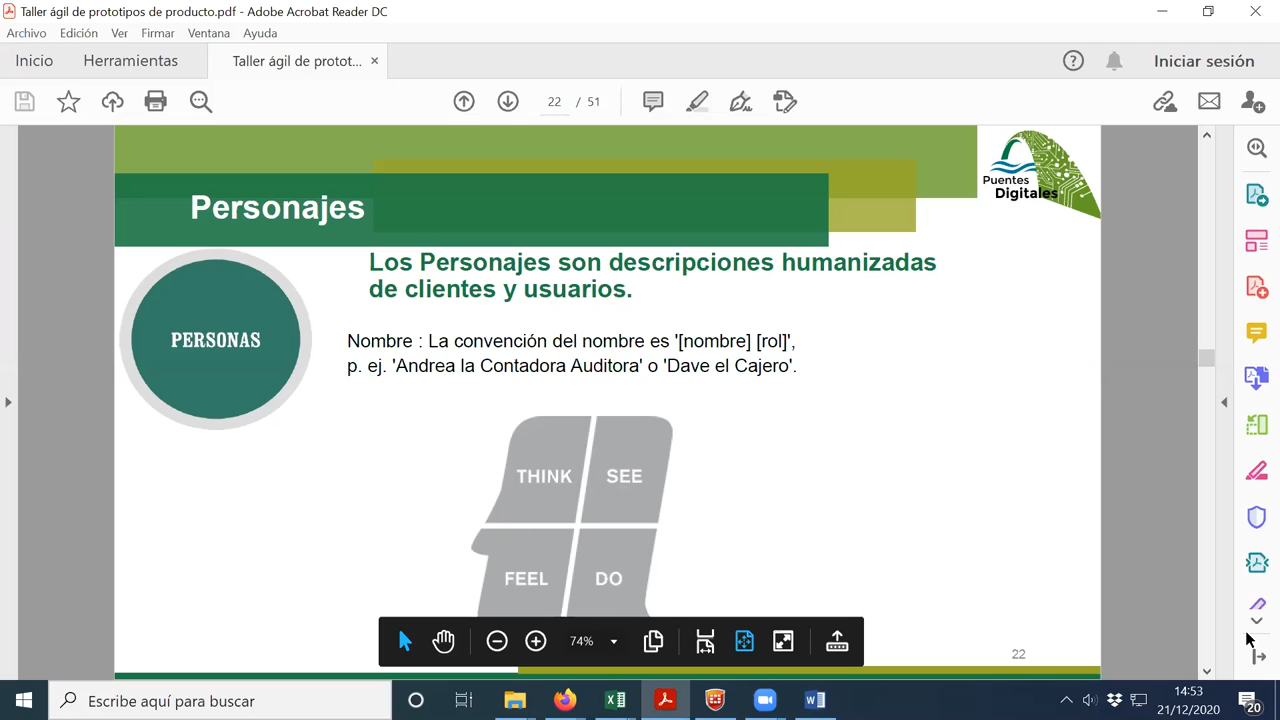 Taller ágil de prototipos de producto.pdf - Adobe Acrobat Reader DC
Archivo Edición Ver Firmar Ventana Ayuda
Inicio Herramientas Taller ágil de protot... × Iniciar sesión
22 / 51
Puentes
Digitales
Personajes
Los Personajes son descripciones humanizadas
de clientes y usuarios.
PERSONAS
Nombre : La convención del nombre es '[nombre] [rol]',
p. ej. 'Andrea la Contadora Auditora' o 'Dave el Cajero'.
THINK SEE
FEEL DO
74%
22
Escribe aquí para buscar
14:53
21/12/2020
20